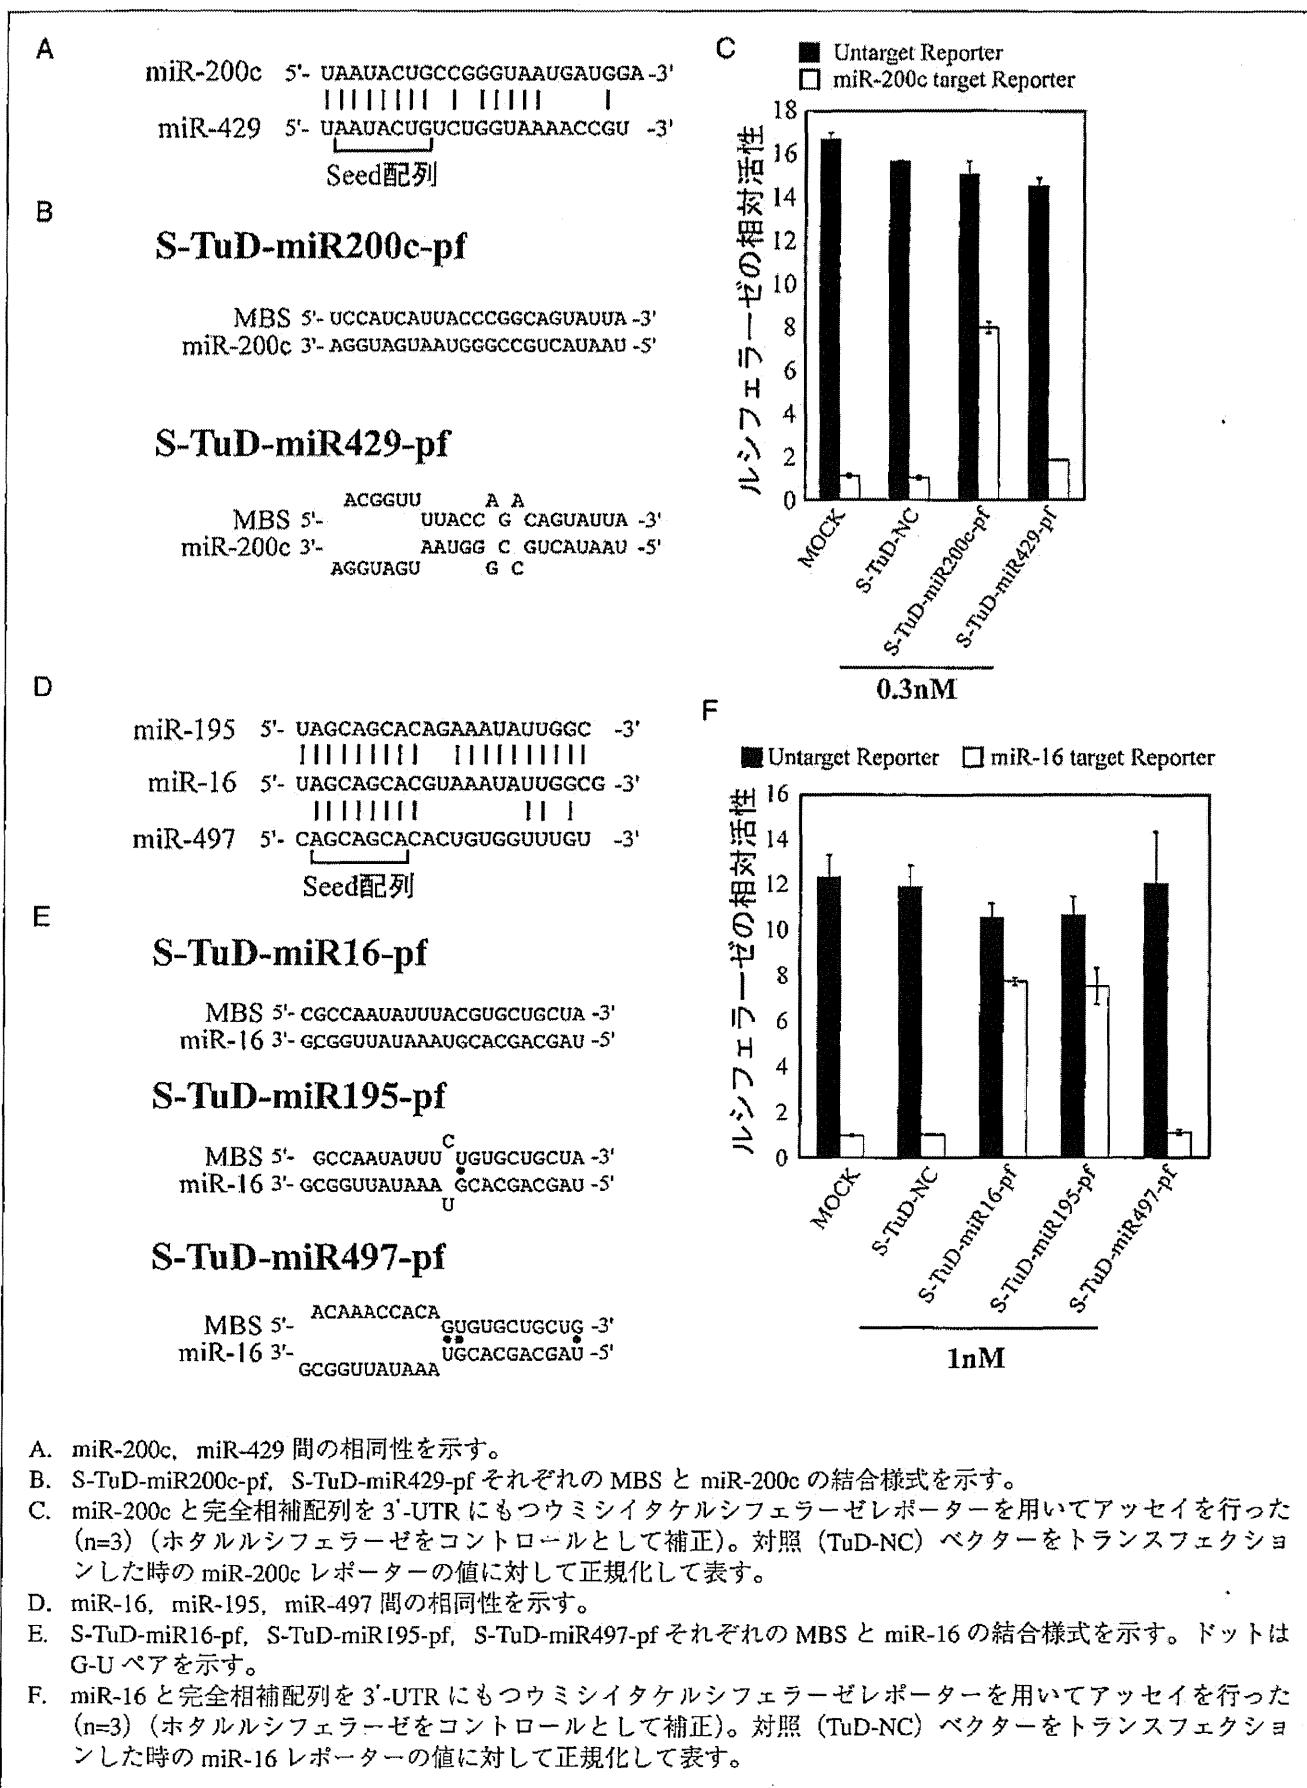 A
miR-200c 5'- UAAUACUGCCGGGUAAUGAUGGA -3'
miR-429 5'- UAAUACUGUCUGGUAAAACCGU -3'
Seed配列
B
S-TuD-miR200c-pf
MBS 5'- UCCAUCAUUACCCGGCAGUAUUA -3'
miR-200c 3'- AGGUAGUAAUGGGCCGUCAUAAU -5'
S-TuD-miR429-pf
ACGGUU A A
MBS 5'- UUACC G CAGUAUUA -3'
miR-200c 3'- AAUGG C GUCAUAAU -5'
AGGUAGU G C
C
Untarget Reporter
miR-200c target Reporter
ルシフェラーゼの相対活性
18
16
14
12
10
8
6
4
2
0
MOCK
S-TuD-NC
S-TuD-miR200c-pf
S-TuD-miR429-pf
0.3nM
D
miR-195 5'- UAGCAGCACAGAAAUAUUGGC -3'
miR-16 5'- UAGCAGCACGUAAAUAUUGGCG -3'
miR-497 5'- CAGCAGCACACUGUGGUUUGU -3'
Seed配列
E
S-TuD-miR16-pf
MBS 5'- CGCCAAUAUUUACGUGCUGCUA -3'
miR-16 3'- GCGGUUAUAAAUGCACGACGAU -5'
S-TuD-miR195-pf
C
MBS 5'- GCCAAUAUUU UGUGCUGCUA -3'
miR-16 3'- GCGGUUAUAAA GCACGACGAU -5'
U
S-TuD-miR497-pf
ACAAACCACA
MBS 5'- GUGUGCUGCUG -3'
miR-16 3'- UGCACGACGAU -5'
GCGGUUAUAAA
F
Untarget Reporter miR-16 target Reporter
ルシフェラーゼの相対活性
16
14
12
10
8
6
4
2
0
MOCK
S-TuD-NC
S-TuD-miR16-pf
S-TuD-miR195-pf
S-TuD-miR497-pf
1nM
A. miR-200c, miR-429 間の相同性を示す。
B. S-TuD-miR200c-pf, S-TuD-miR429-pf それぞれの MBS と miR-200c の結合様式を示す。
C. miR-200c と完全相補配列を 3'-UTR にもつウミシイタケルシフェラーゼレポーターを用いてアッセイを行った
(n=3)(ホタルルシフェラーゼをコントロールとして補正)。対照(TuD-NC)ベクターをトランスフェクショ
ンした時の miR-200c レポーターの値に対して正規化して表す。
D. miR-16, miR-195, miR-497 間の相同性を示す。
E. S-TuD-miR16-pf, S-TuD-miR195-pf, S-TuD-miR497-pf それぞれの MBS と miR-16 の結合様式を示す。ドットは
G-U ペアを示す。
F. miR-16 と完全相補配列を 3'-UTR にもつウミシイタケルシフェラーゼレポーターを用いてアッセイを行った
(n=3)(ホタルルシフェラーゼをコントロールとして補正)。対照(TuD-NC)ベクターをトランスフェクショ
ンした時の miR-16 レポーターの値に対して正規化して表す。